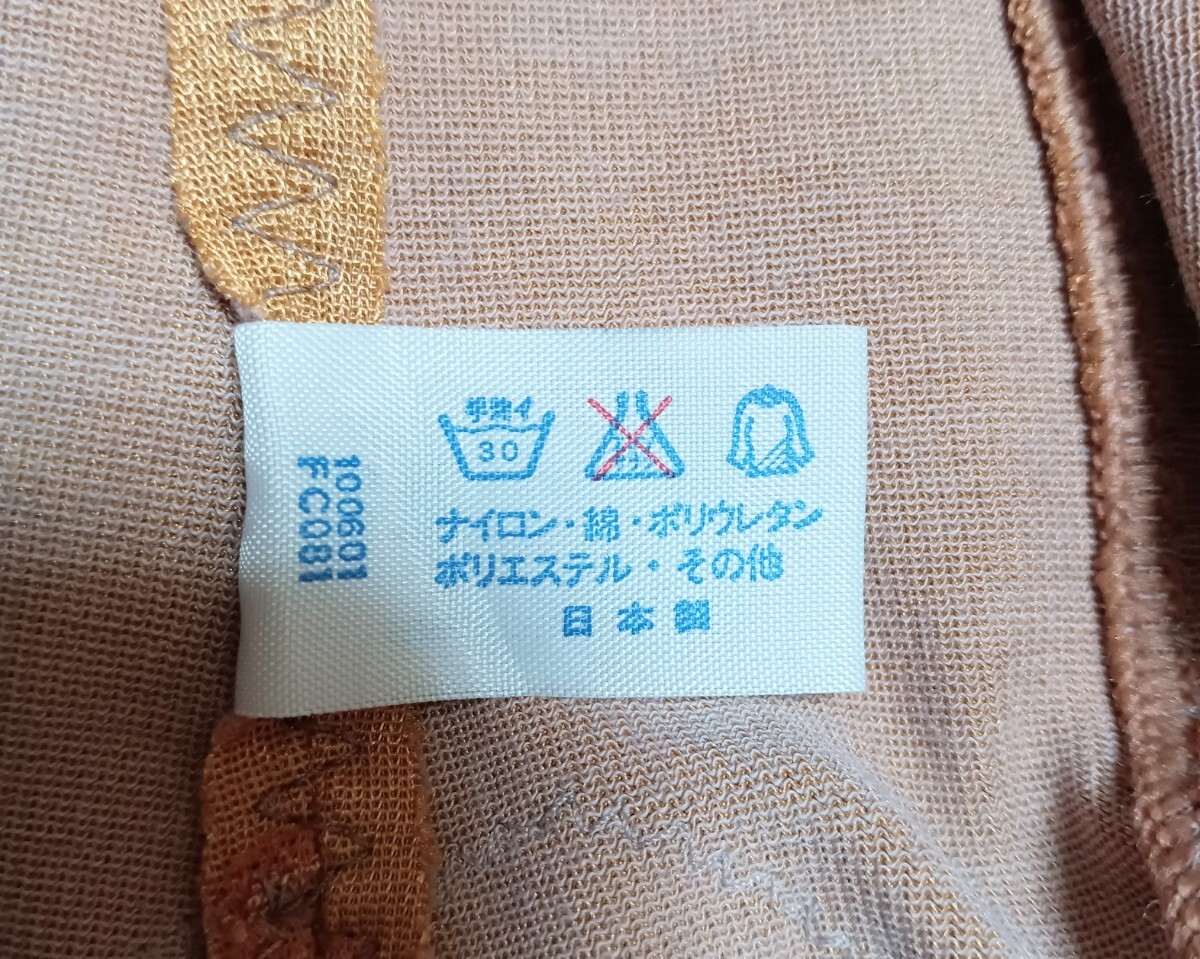 手洗イ
30
ナイロン・綿・ポリウレタン
ポリエステル・その他
日本製
100601
FC081